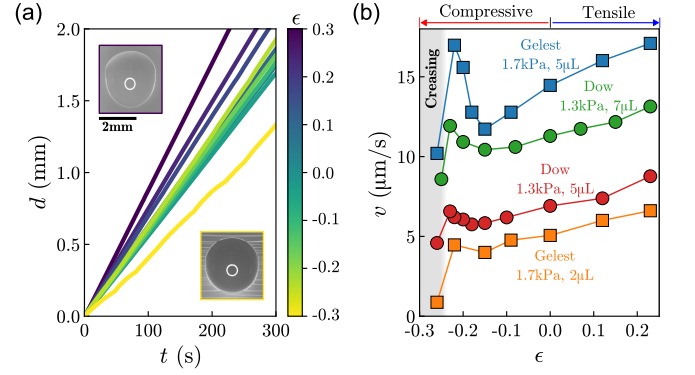 (a)
2.0
1.5
1.0
0.5
0.0
d (mm)
0
100
200
300
t (s)
2mm
ϵ
0.3
0.2
0.1
0.0
-0.1
-0.2
-0.3
(b)
Compressive
Tensile
Creasing
Gelest
1.7kPa, 5μL
Dow
1.3kPa, 7μL
Dow
1.3kPa, 5μL
Gelest
1.7kPa, 2μL
15
10
5
0
v (μm/s)
-0.3
-0.2
-0.1
0.0
0.1
0.2
ϵ